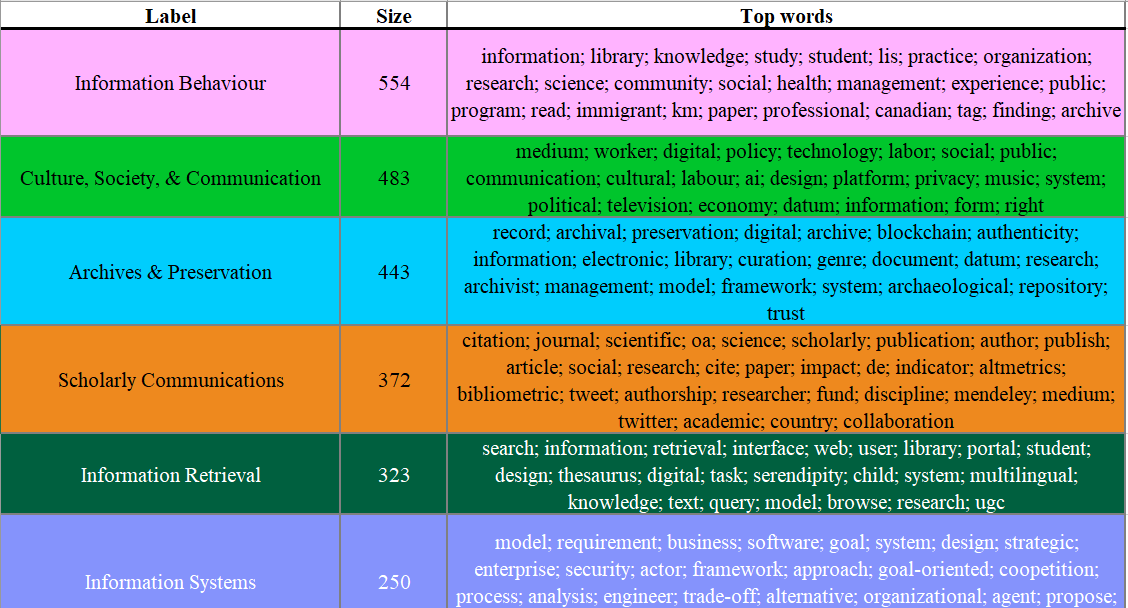 Label Size Top words
Information Behaviour 554
information; library; knowledge; study; student; lis; practice; organization;
research; science; community; social; health; management; experience; public;
program; read; immigrant; km; paper; professional; canadian; tag; finding; archive
Culture, Society, & Communication 483
medium; worker; digital; policy; technology; labor; social; public;
communication; cultural; labour; ai; design; platform; privacy; music; system;
political; television; economy; datum; information; form; right
Archives & Preservation 443
record; archival; preservation; digital; archive; blockchain; authenticity;
information; electronic; library; curation; genre; document; datum; research;
archivist; management; model; framework; system; archaeological; repository;
trust
Scholarly Communications 372
citation; journal; scientific; oa; science; scholarly; publication; author; publish;
article; social; research; cite; paper; impact; de; indicator; altmetrics;
bibliometric; tweet; authorship; researcher; fund; discipline; mendeley; medium;
twitter; academic; country; collaboration
Information Retrieval 323
search; information; retrieval; interface; web; user; library; portal; student;
design; thesaurus; digital; task; serendipity; child; system; multilingual;
knowledge; text; query; model; browse; research; ugc
Information Systems 250
model; requirement; business; software; goal; system; design; strategic;
enterprise; security; actor; framework; approach; goal-oriented; coopetition;
process; analysis; engineer; trade-off; alternative; organizational; agent; propose;